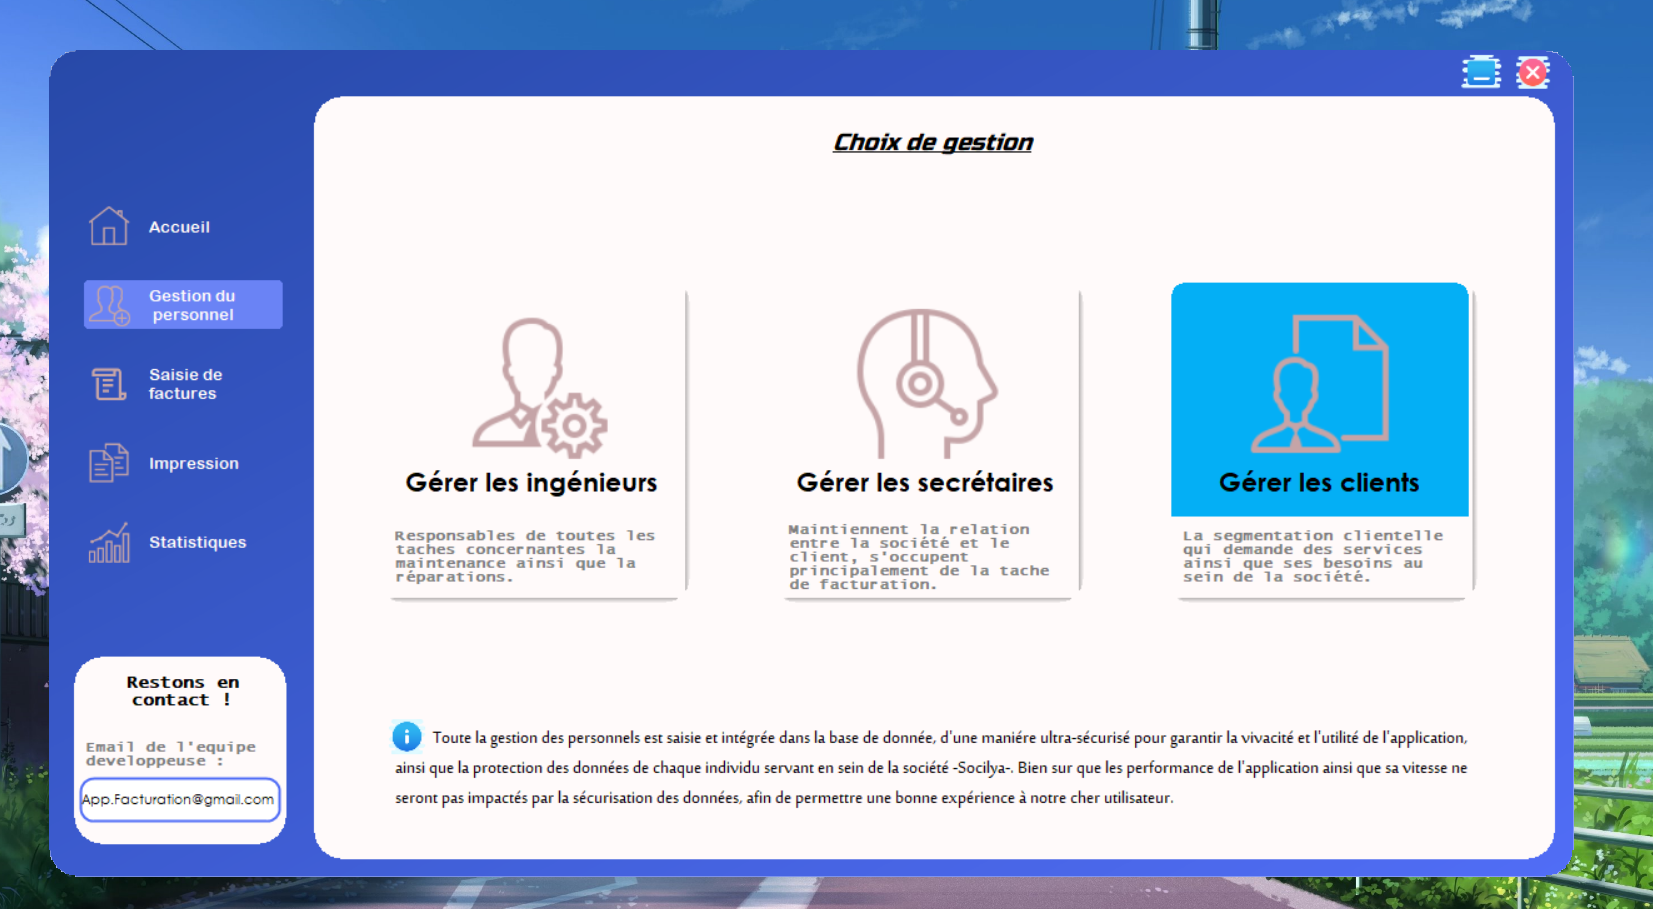 Choix de gestion
Accueil
Gestion du
personnel
Saisie de
factures
Impression
Statistiques
Gérer les ingénieurs
Responsables de toutes les
taches concernantes la
maintenance ainsi que la
réparations.
Gérer les secrétaires
Maintiennent la relation
entre la société et le
client, s'occupent
principalement de la tache
de facturation.
Gérer les clients
La segmentation clientelle
qui demande des services
ainsi que ses besoins au
sein de la société.
Restons en
contact !
Email de l'equipe
developpeuse :
App.Facturation@gmail.com
Toute la gestion des personnels est saisie et intégrée dans la base de donnée, d'une maniére ultra-sécurisé pour garantir la vivacité et l'utilité de l'application,
ainsi que la protection des données de chaque individu servant en sein de la société -Socilya-. Bien sur que les performance de l'application ainsi que sa vitesse ne
seront pas impactés par la sécurisation des données, afin de permettre une bonne expérience à notre cher utilisateur.